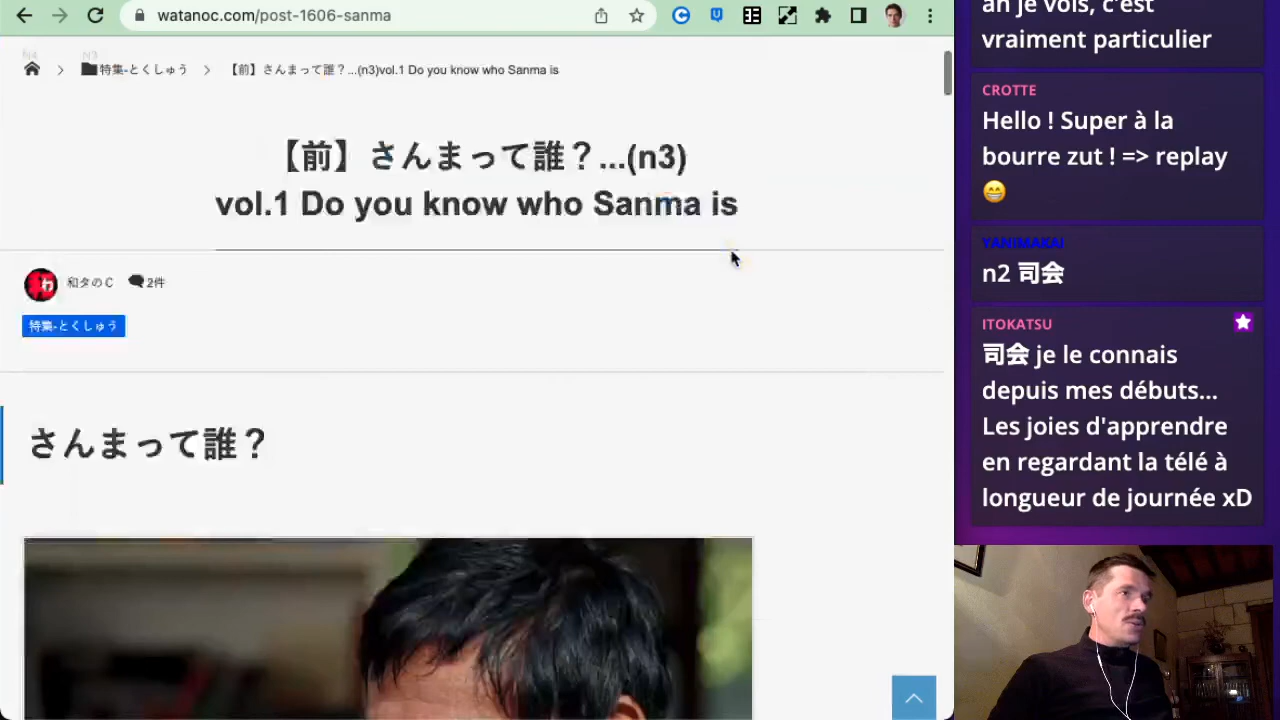 watanoc.com/post-1606-sanma
N4
N3
特集-とくしゅう
【前】さんまって誰？...(n3)vol.1 Do you know who Sanma is
【前】さんまって誰？...(n3)
vol.1 Do you know who Sanma is
和タのC
2件
特集-とくしゅう
さんまって誰？
ah je vois, c'est
vraiment particulier
CROTTE
Hello ! Super à la
bourre zut ! => replay
😁
YANIMAKAI
n2 司会
ITOKATSU
司会 je le connais
depuis mes débuts...
Les joies d'apprendre
en regardant la télé à
longueur de journée xD